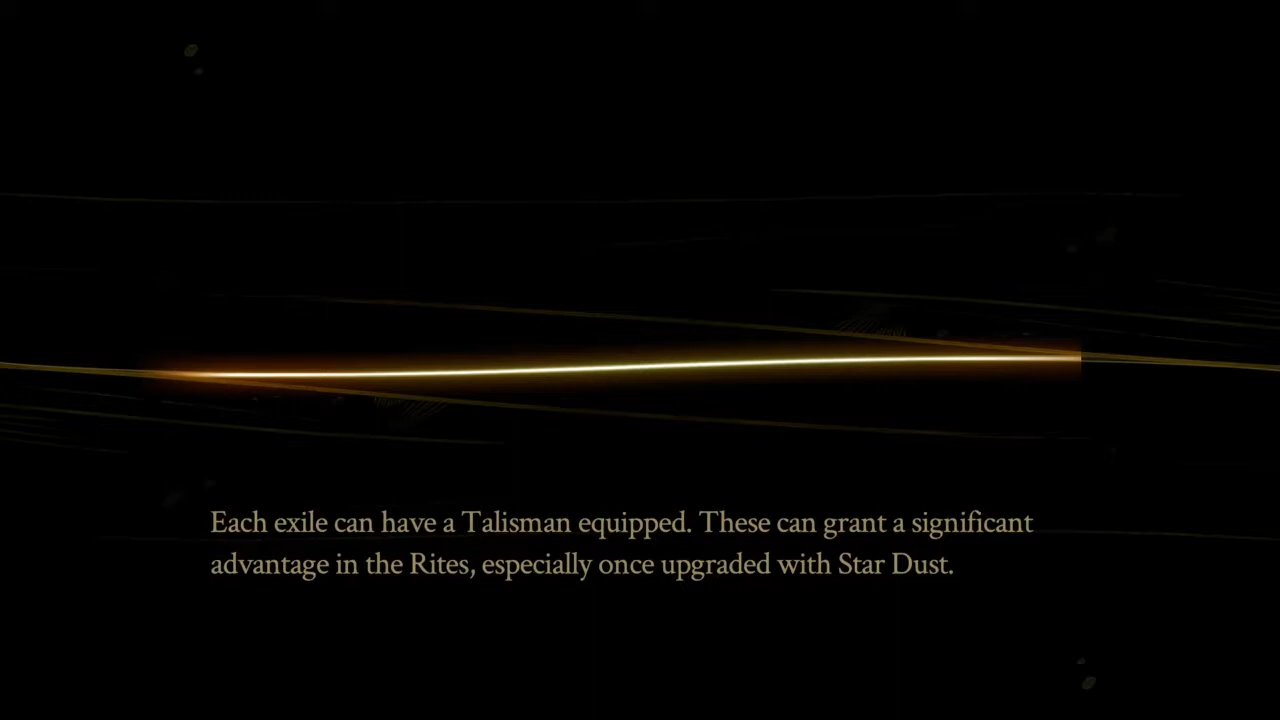 Each exile can have a Talisman equipped. These can grant a significant
advantage in the Rites, especially once upgraded with Star Dust.